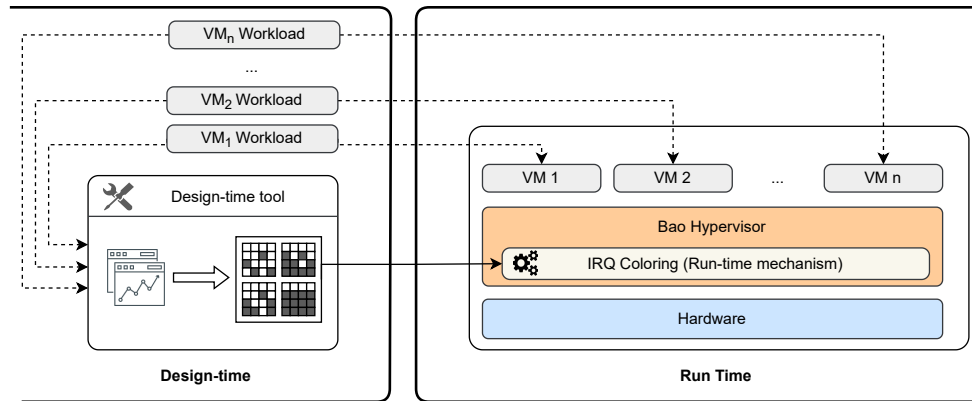 VMn Workload
...
VM2 Workload
VM1 Workload
Design-time tool
Design-time
VM 1
VM 2
...
VM n
Bao Hypervisor
IRQ Coloring (Run-time mechanism)
Hardware
Run Time